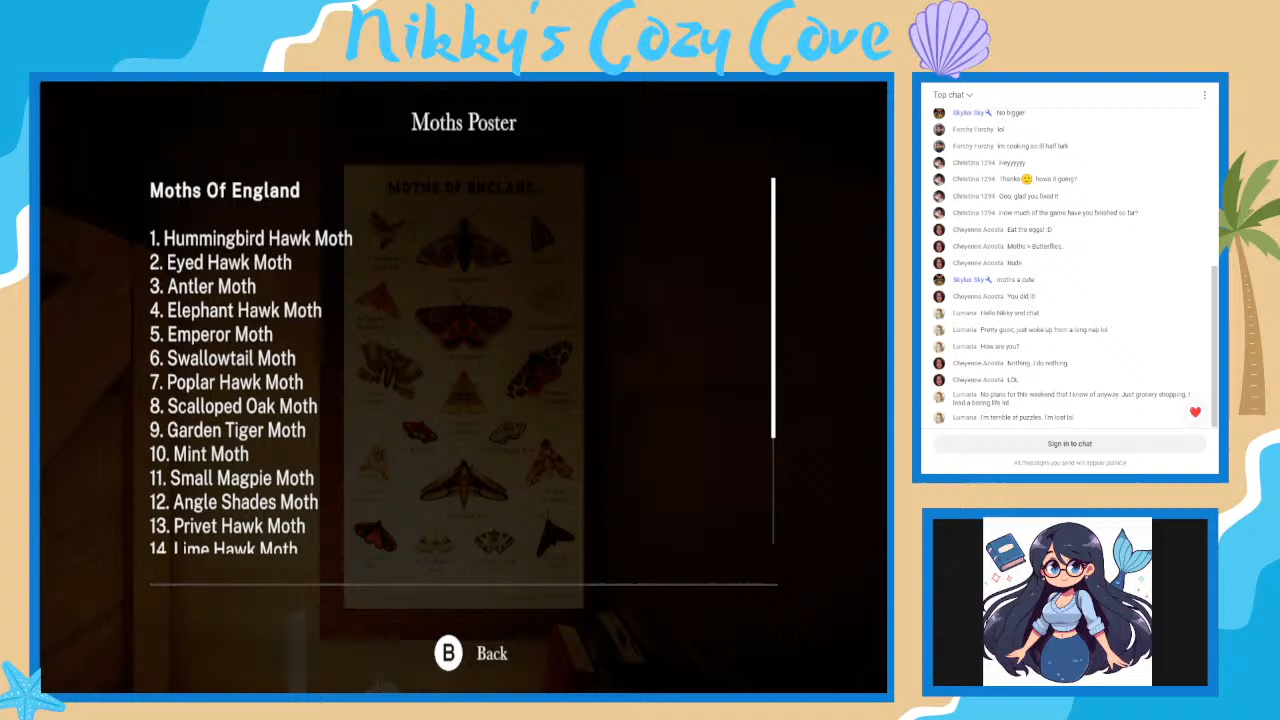 Nikky's Cozy Cove
Moths Poster
MOTHS OF ENGLAND
Moths Of England
1. Hummingbird Hawk Moth
2. Eyed Hawk Moth
3. Antler Moth
4. Elephant Hawk Moth
5. Emperor Moth
6. Swallowtail Moth
7. Poplar Hawk Moth
8. Scalloped Oak Moth
9. Garden Tiger Moth
10. Mint Moth
11. Small Magpie Moth
12. Angle Shades Moth
13. Privet Hawk Moth
14. Lime Hawk Moth
B Back
Top chat
Skylux Sky No biggie!
Forchy Forchy lol
Forchy Forchy im cooking so ill half lurk
Christina 1294 Heyyyyy
Christina 1294 Thanks hows it going?
Christina 1294 Ooo, glad you fixed it
Christina 1294 How much of the game have you finished so far?
Cheyenne Acosta Eat the eggs! :D
Cheyenne Acosta Moths > Butterflies.
Cheyenne Acosta Rude
Skylux Sky moths a cute
Cheyenne Acosta You did it!
Lumaria Hello Nikky and chat
Lumaria Pretty good, just woke up from a long nap lol
Lumaria How are you?
Cheyenne Acosta Nothing. I do nothing
Cheyenne Acosta LOL
Lumaria No plans for this weekend that I know of anyway. Just grocery shopping. I
lead a boring life lol
Lumaria I'm terrible at puzzles. I'm lost lol
Sign in to chat
All messages you send will appear publicly